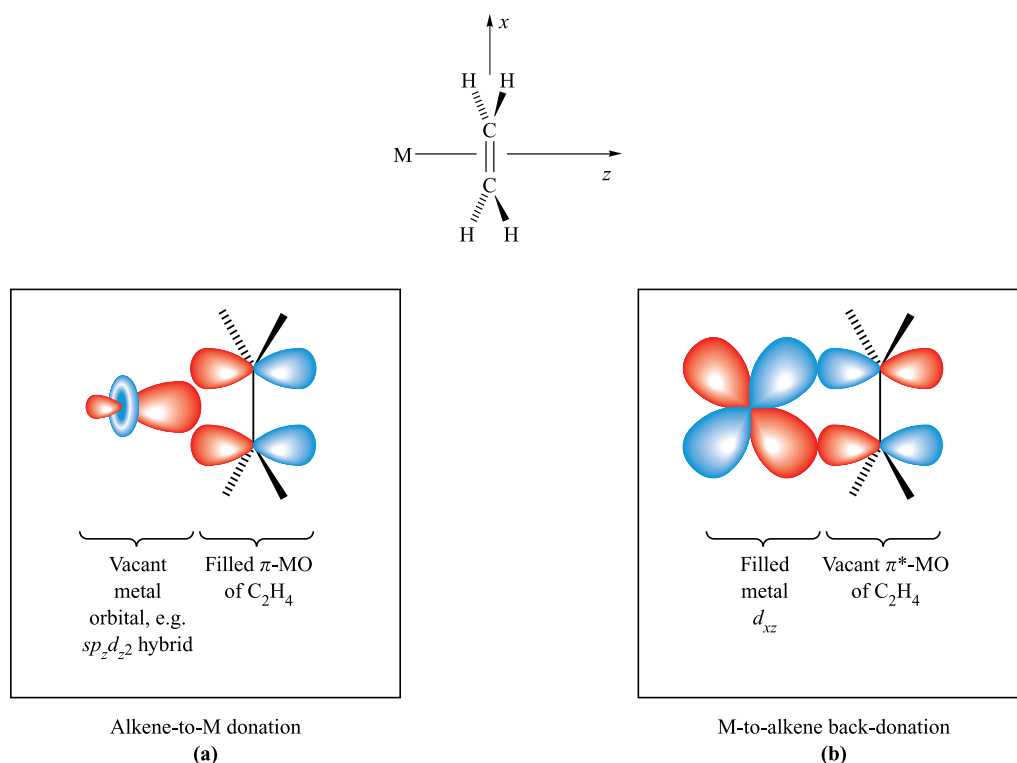 x
H H
C
M
z
C
H H
Vacant
metal
orbital, e.g.
sp_z d_z2 hybrid
Filled π-MO
of C2H4
Filled
metal
d_xz
Vacant π*-MO
of C2H4
Alkene-to-M donation
(a)
M-to-alkene back-donation
(b)